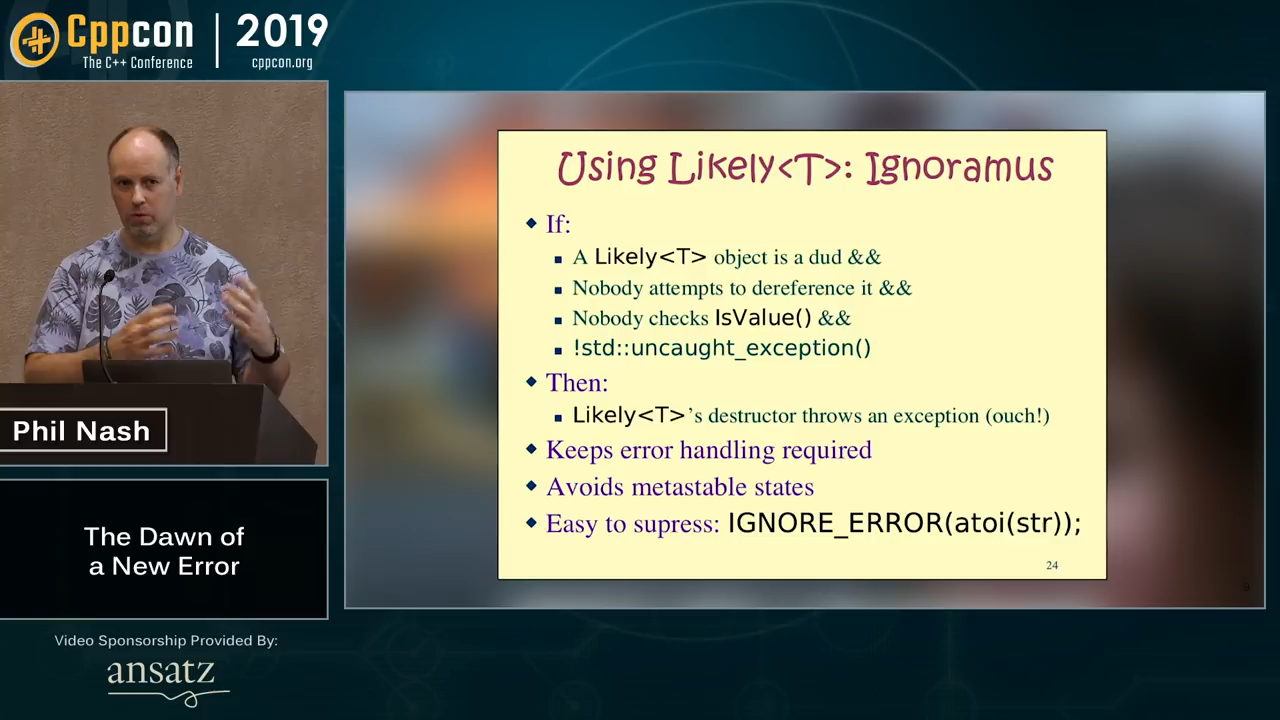 Cppcon
The C++ Conference
2019
cppcon.org
Phil Nash
The Dawn of
a New Error
Video Sponsorship Provided By:
ansatz
Using Likely<T>: Ignoramus
If:
A Likely<T> object is a dud &&
Nobody attempts to dereference it &&
Nobody checks IsValue() &&
!std::uncaught_exception()
Then:
Likely<T>'s destructor throws an exception (ouch!)
Keeps error handling required
Avoids metastable states
Easy to supress: IGNORE_ERROR(atoi(str));
24